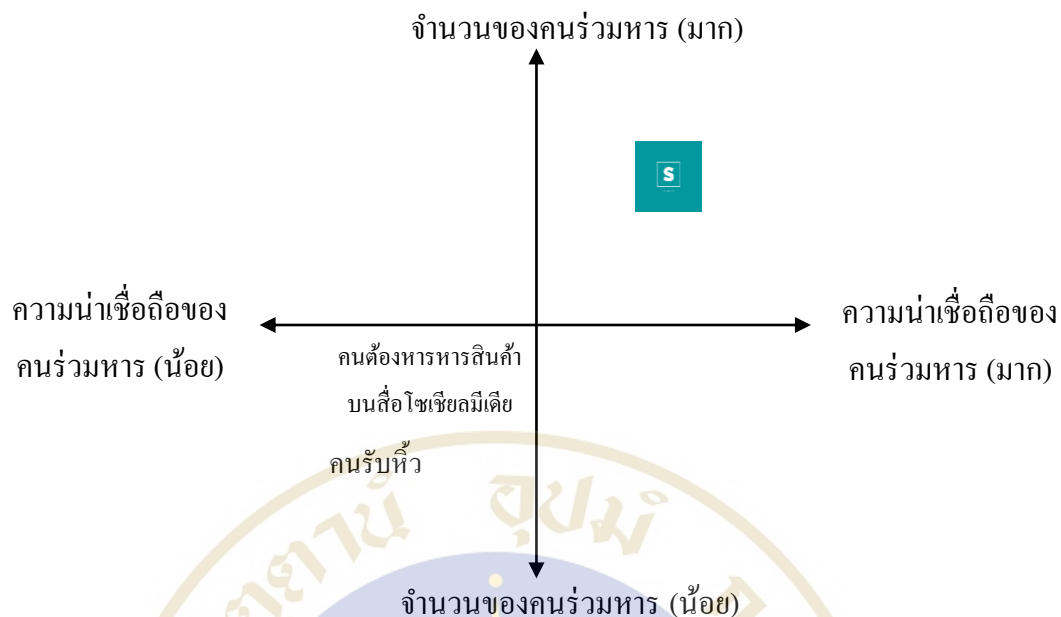 จำนวนของคนร่วมหาร (มาก)
S
ความน่าเชื่อถือของ
คนร่วมหาร (น้อย)
ความน่าเชื่อถือของ
คนร่วมหาร (มาก)
คนต้องหารหารสินค้า
บนสื่อโซเชียลมีเดีย
คนรับหิ้ว
อุปมํ
จำนวนของคนร่วมหาร (น้อย)